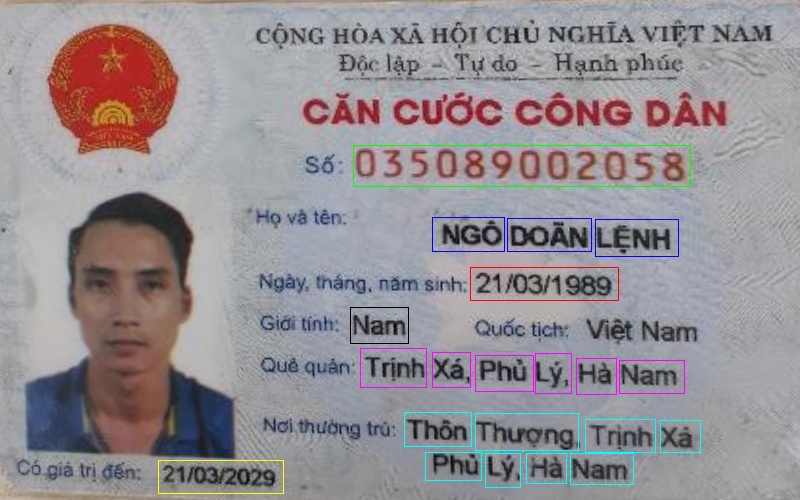 CỘNG HÒA XÃ HỘI CHỦ NGHĨA VIỆT NAM
Độc lập - Tự do - Hạnh phúc
CĂN CƯỚC CÔNG DÂN
Số: 035089002058
Họ và tên: NGÔ DOÃN LỆNH
Ngày, tháng, năm sinh: 21/03/1989
Giới tính: Nam Quốc tịch: Việt Nam
Quê quán: Trịnh Xá, Phủ Lý, Hà Nam
Nơi thường trú: Thôn Thượng, Trịnh Xá
Phủ Lý, Hà Nam
Có giá trị đến: 21/03/2029